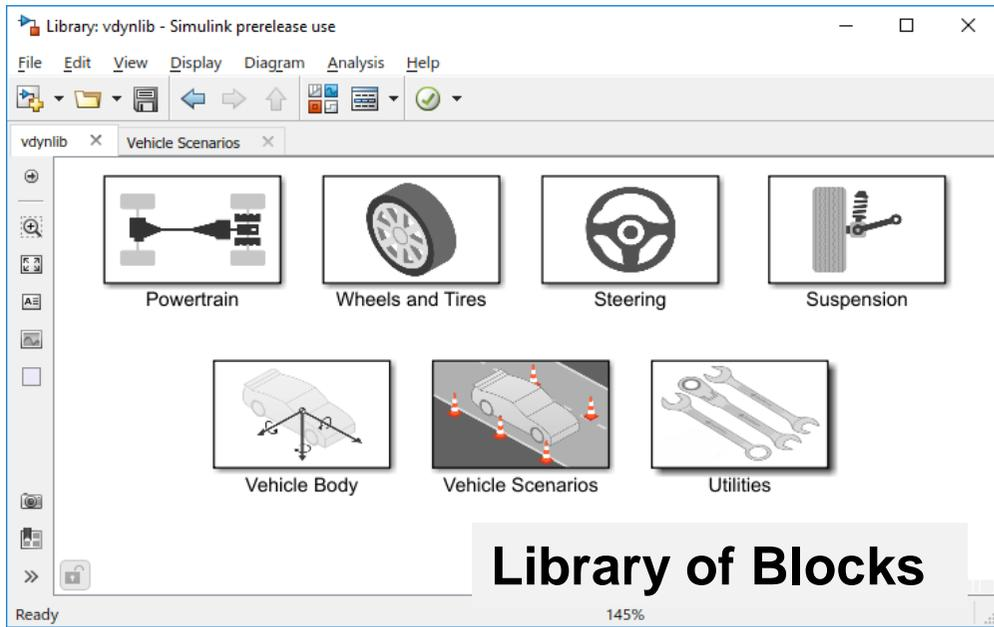 Library: vdynlib - Simulink prerelease use
File Edit View Display Diagram Analysis Help
vdynlib Vehicle Scenarios
Powertrain Wheels and Tires Steering Suspension
Vehicle Body Vehicle Scenarios Utilities
Library of Blocks
Ready 145%